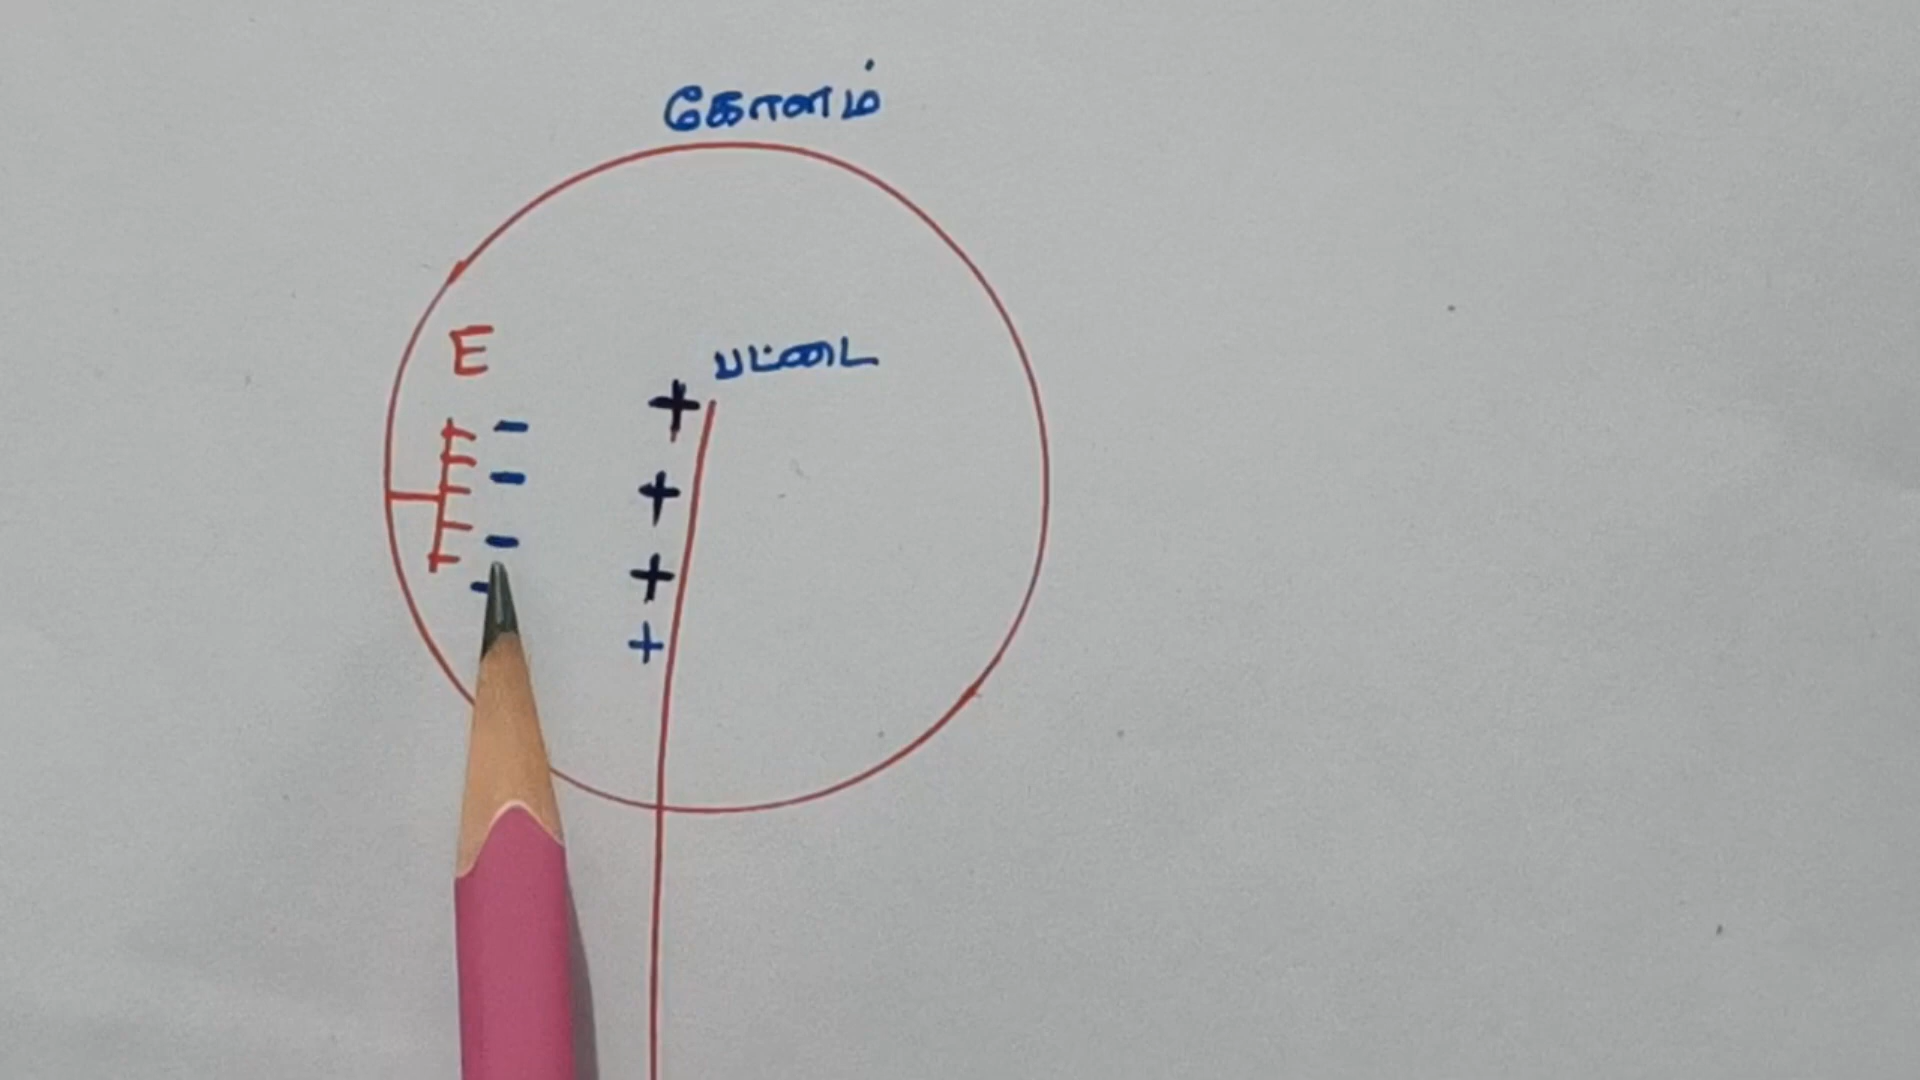 கோளம்
E
பட்டை
- - - -
+ + + +